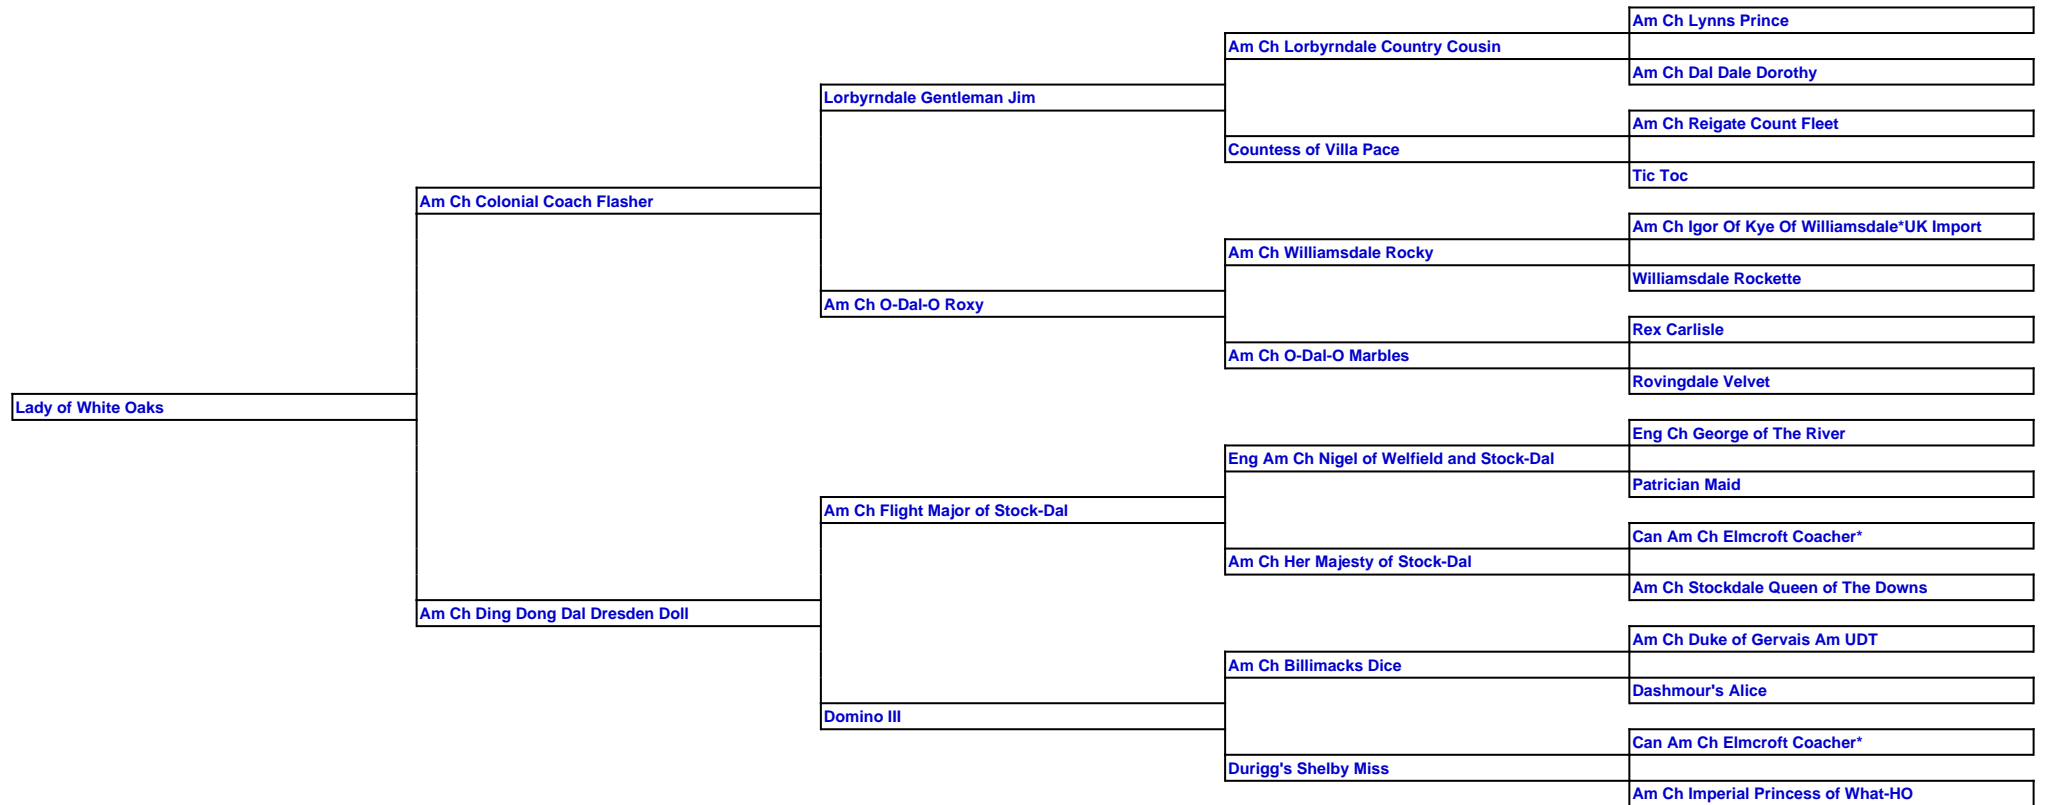 Am Ch Lynns Prince
Am Ch Lorbyrndale Country Cousin
Am Ch Dal Dale Dorothy
Lorbyrndale Gentleman Jim
Am Ch Reigate Count Fleet
Countess of Villa Pace
Tic Toc
Am Ch Colonial Coach Flasher
Am Ch Igor Of Kye Of Williamsdale*UK Import
Am Ch Williamsdale Rocky
Williamsdale Rockette
Am Ch O-Dal-O Roxy
Rex Carlisle
Am Ch O-Dal-O Marbles
Rovingdale Velvet
Lady of White Oaks
Eng Ch George of The River
Eng Am Ch Nigel of Welfield and Stock-Dal
Patrician Maid
Am Ch Flight Major of Stock-Dal
Can Am Ch Elmcroft Coacher*
Am Ch Her Majesty of Stock-Dal
Am Ch Stockdale Queen of The Downs
Am Ch Ding Dong Dal Dresden Doll
Am Ch Duke of Gervais Am UDT
Am Ch Billimacks Dice
Dashmour's Alice
Domino III
Can Am Ch Elmcroft Coacher*
Durigg's Shelby Miss
Am Ch Imperial Princess of What-HO